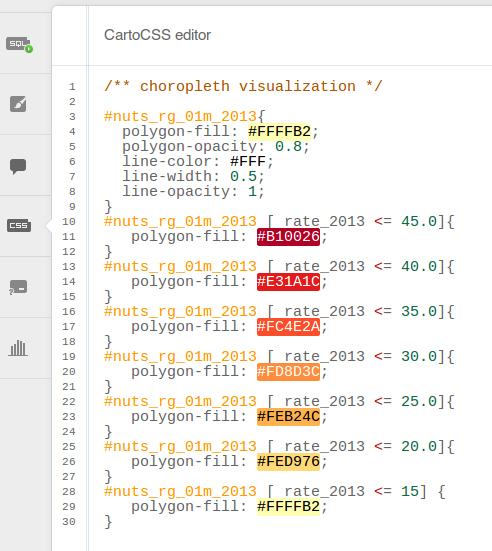 CartoCSS editor
SQL
CSS
1 /** choropleth visualization */
2
3 #nuts_rg_01m_2013{
4 polygon-fill: #FFFFB2;
5 polygon-opacity: 0.8;
6 line-color: #FFF;
7 line-width: 0.5;
8 line-opacity: 1;
9 }
10 #nuts_rg_01m_2013 [ rate_2013 <= 45.0]{
11 polygon-fill: #B10026;
12 }
13 #nuts_rg_01m_2013 [ rate_2013 <= 40.0]{
14 polygon-fill: #E31A1C;
15 }
16 #nuts_rg_01m_2013 [ rate_2013 <= 35.0]{
17 polygon-fill: #FC4E2A;
18 }
19 #nuts_rg_01m_2013 [ rate_2013 <= 30.0]{
20 polygon-fill: #FD8D3C;
21 }
22 #nuts_rg_01m_2013 [ rate_2013 <= 25.0]{
23 polygon-fill: #FEB24C;
24 }
25 #nuts_rg_01m_2013 [ rate_2013 <= 20.0]{
26 polygon-fill: #FED976;
27 }
28 #nuts_rg_01m_2013 [ rate_2013 <= 15] {
29 polygon-fill: #FFFFB2;
30 }